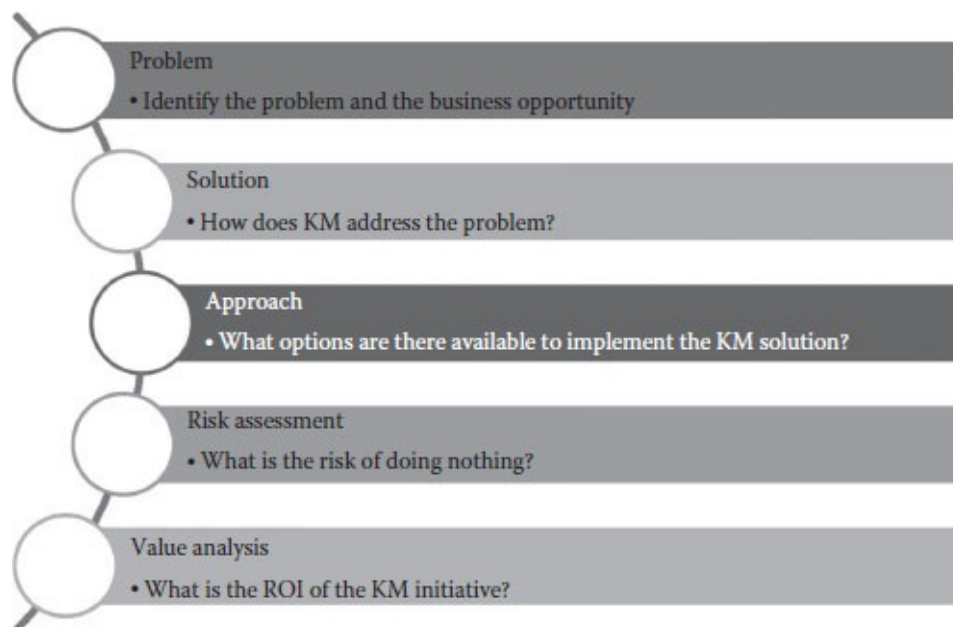 Problem
• Identify the problem and the business opportunity
Solution
• How does KM address the problem?
Approach
• What options are there available to implement the KM solution?
Risk assessment
• What is the risk of doing nothing?
Value analysis
• What is the ROI of the KM initiative?